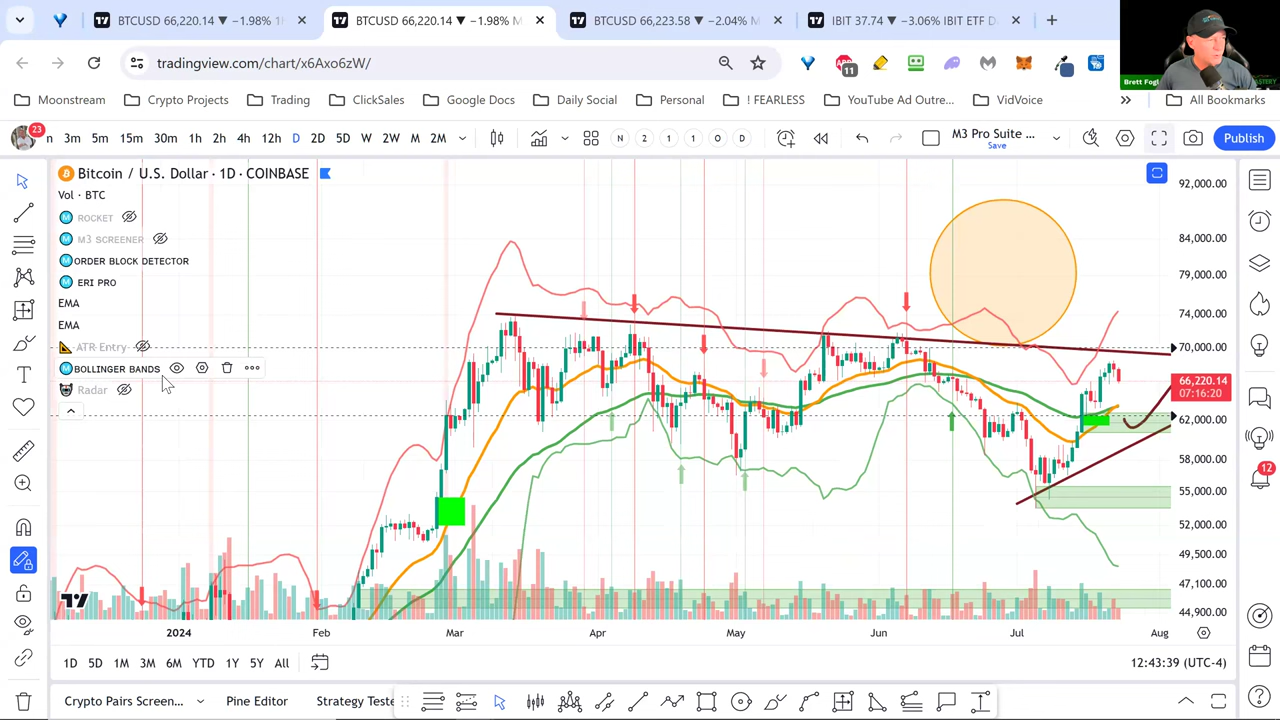 BTCUSD 66,220.14 ▼ −1.98%
BTCUSD 66,220.14 ▼ −1.98%
BTCUSD 66,223.58 ▼ −2.04%
IBIT 37.74 ▼ −3.06% IBIT ETF
tradingview.com/chart/x6Axo6zW/
11
Brett Fogl
Moonstream Crypto Projects Trading ClickSales Google Docs Daily Social Personal ! FEARLESS YouTube Ad Outre... VidVoice All Bookmarks
23
3m 5m 15m 30m 1h 2h 4h 12h D 2D 5D W 2W M 2M
N 2 1 1 O D
M3 Pro Suite ...
Save
Publish
Bitcoin / U.S. Dollar · 1D · COINBASE
Vol · BTC
ROCKET
M3 SCREENER
ORDER BLOCK DETECTOR
ERI PRO
EMA
EMA
ATR Entry
BOLLINGER BANDS
Radar
92,000.00
84,000.00
79,000.00
74,000.00
70,000.00
66,220.14
07:16:20
62,000.00
58,000.00
55,000.00
52,000.00
49,500.00
47,100.00
44,900.00
12
2024 Feb Mar Apr May Jun Jul Aug
1D 5D 1M 3M 6M YTD 1Y 5Y All
12:43:39 (UTC-4)
Crypto Pairs Screen... Pine Editor Strategy Teste